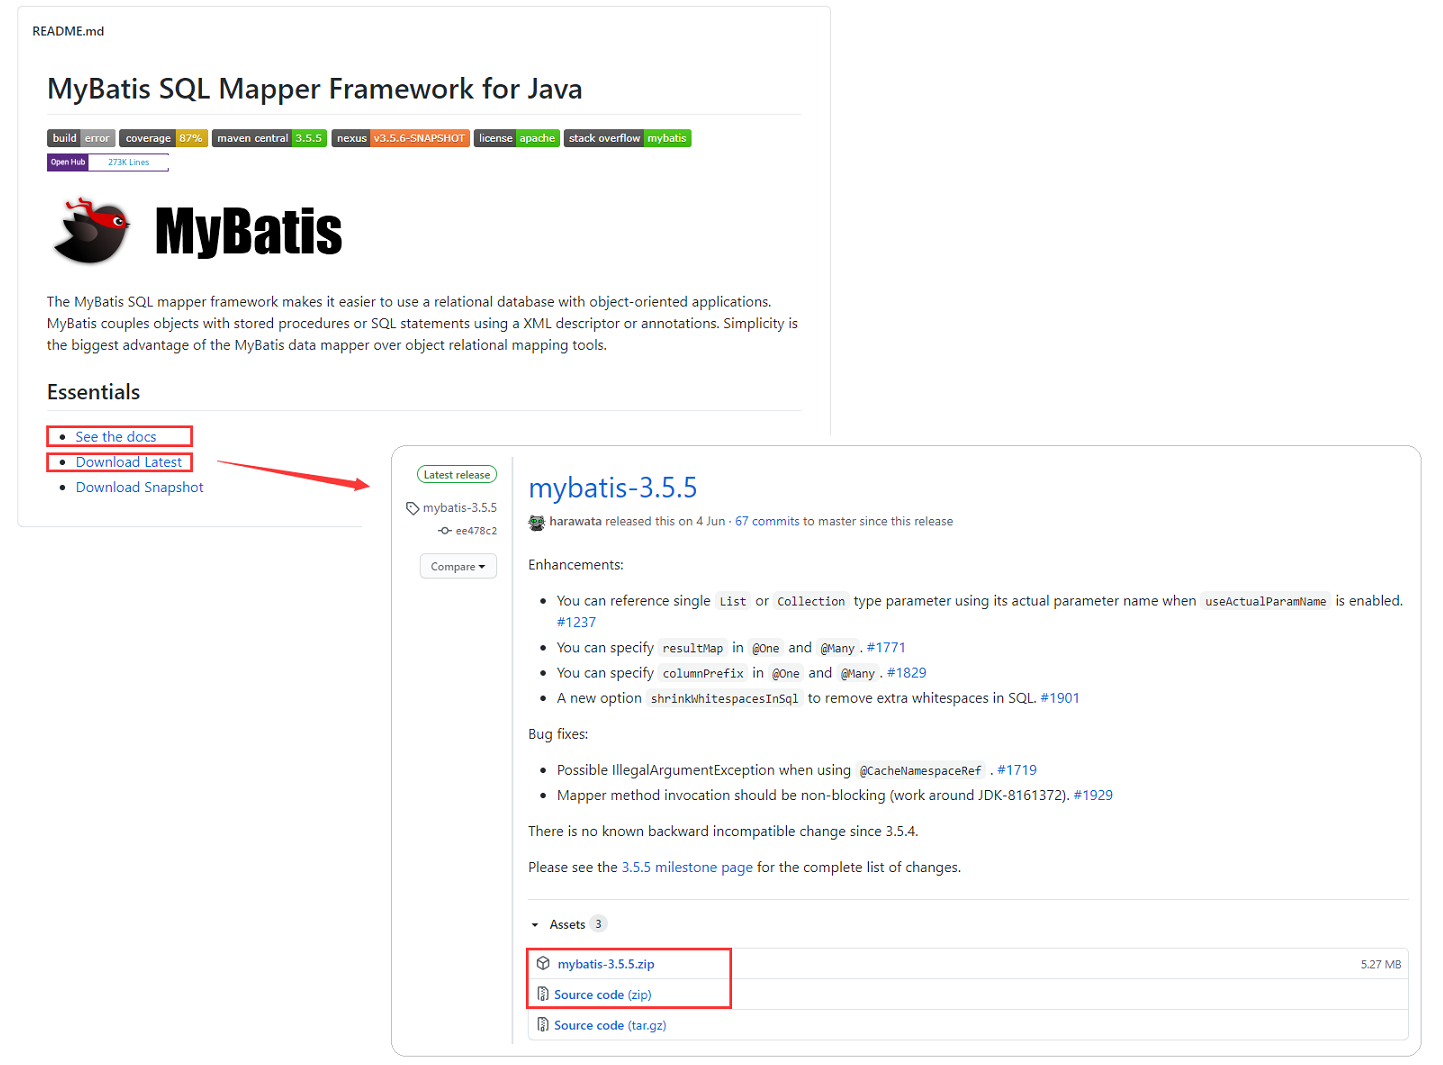 README.md
MyBatis SQL Mapper Framework for Java
build error coverage 87% maven central 3.5.5 nexus v3.5.6-SNAPSHOT license apache stack overflow mybatis
Open Hub 273K Lines
MyBatis
The MyBatis SQL mapper framework makes it easier to use a relational database with object-oriented applications.
MyBatis couples objects with stored procedures or SQL statements using a XML descriptor or annotations. Simplicity is
the biggest advantage of the MyBatis data mapper over object relational mapping tools.
Essentials
• See the docs
• Download Latest
• Download Snapshot
Latest release
mybatis-3.5.5
ee478c2
Compare
mybatis-3.5.5
harawata released this on 4 Jun · 67 commits to master since this release
Enhancements:
• You can reference single List or Collection type parameter using its actual parameter name when useActualParamName is enabled.
#1237
• You can specify resultMap in @One and @Many . #1771
• You can specify columnPrefix in @One and @Many . #1829
• A new option shrinkWhitespacesInSql to remove extra whitespaces in SQL. #1901
Bug fixes:
• Possible IllegalArgumentException when using @CacheNamespaceRef . #1719
• Mapper method invocation should be non-blocking (work around JDK-8161372). #1929
There is no known backward incompatible change since 3.5.4.
Please see the 3.5.5 milestone page for the complete list of changes.
Assets 3
mybatis-3.5.5.zip 5.27 MB
Source code (zip)
Source code (tar.gz)